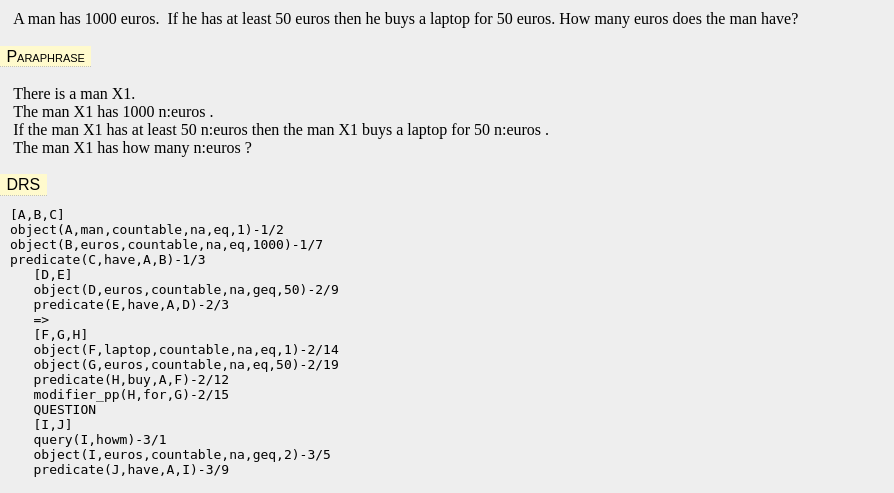 A man has 1000 euros.  If he has at least 50 euros then he buys a laptop for 50 euros. How many euros does the man have?
Paraphrase
There is a man X1.
The man X1 has 1000 n:euros .
If the man X1 has at least 50 n:euros then the man X1 buys a laptop for 50 n:euros .
The man X1 has how many n:euros ?
DRS
[A,B,C]
object(A,man,countable,na,eq,1)-1/2
object(B,euros,countable,na,eq,1000)-1/7
predicate(C,have,A,B)-1/3
   [D,E]
   object(D,euros,countable,na,geq,50)-2/9
   predicate(E,have,A,D)-2/3
   =>
   [F,G,H]
   object(F,laptop,countable,na,eq,1)-2/14
   object(G,euros,countable,na,eq,50)-2/19
   predicate(H,buy,A,F)-2/12
   modifier_pp(H,for,G)-2/15
   QUESTION
   [I,J]
   query(I,howm)-3/1
   object(I,euros,countable,na,geq,2)-3/5
   predicate(J,have,A,I)-3/9